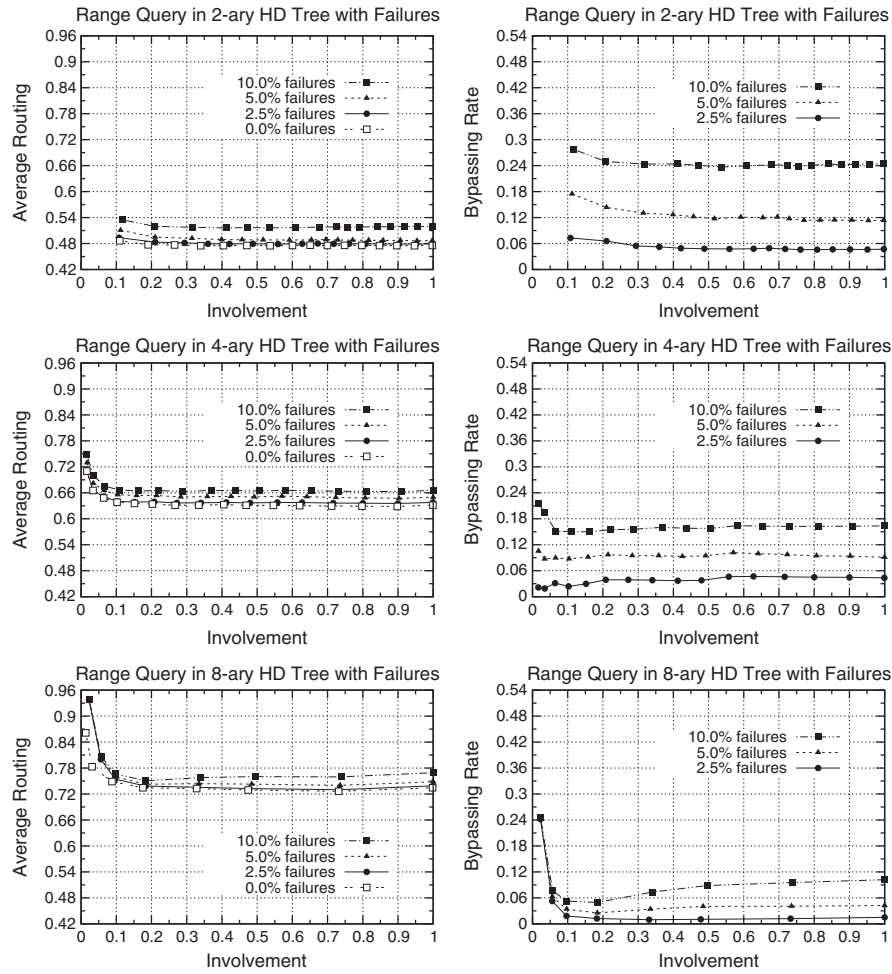 Range Query in 2-ary HD Tree with Failures
0.96
0.9
0.84
0.78
0.72
0.66
0.6
0.54
0.48
0.42
Average Routing
10.0% failures
5.0% failures
2.5% failures
0.0% failures
0 0.1 0.2 0.3 0.4 0.5 0.6 0.7 0.8 0.9 1
Involvement
Range Query in 2-ary HD Tree with Failures
0.54
0.48
0.42
0.36
0.3
0.24
0.18
0.12
0.06
0
Bypassing Rate
10.0% failures
5.0% failures
2.5% failures
0 0.1 0.2 0.3 0.4 0.5 0.6 0.7 0.8 0.9 1
Involvement
Range Query in 4-ary HD Tree with Failures
0.96
0.9
0.84
0.78
0.72
0.66
0.6
0.54
0.48
0.42
Average Routing
10.0% failures
5.0% failures
2.5% failures
0.0% failures
0 0.1 0.2 0.3 0.4 0.5 0.6 0.7 0.8 0.9 1
Involvement
Range Query in 4-ary HD Tree with Failures
0.54
0.48
0.42
0.36
0.3
0.24
0.18
0.12
0.06
0
Bypassing Rate
10.0% failures
5.0% failures
2.5% failures
0 0.1 0.2 0.3 0.4 0.5 0.6 0.7 0.8 0.9 1
Involvement
Range Query in 8-ary HD Tree with Failures
0.96
0.9
0.84
0.78
0.72
0.66
0.6
0.54
0.48
0.42
Average Routing
10.0% failures
5.0% failures
2.5% failures
0.0% failures
0 0.1 0.2 0.3 0.4 0.5 0.6 0.7 0.8 0.9 1
Involvement
Range Query in 8-ary HD Tree with Failures
0.54
0.48
0.42
0.36
0.3
0.24
0.18
0.12
0.06
0
Bypassing Rate
10.0% failures
5.0% failures
2.5% failures
0 0.1 0.2 0.3 0.4 0.5 0.6 0.7 0.8 0.9 1
Involvement